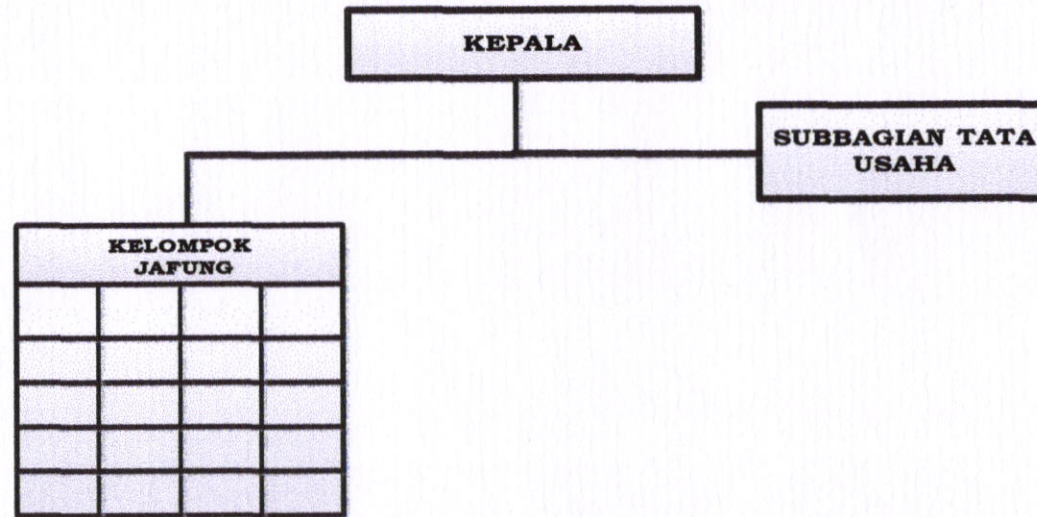 KEPALA
SUBBAGIAN TATA
USAHA
KELOMPOK
JAFUNG